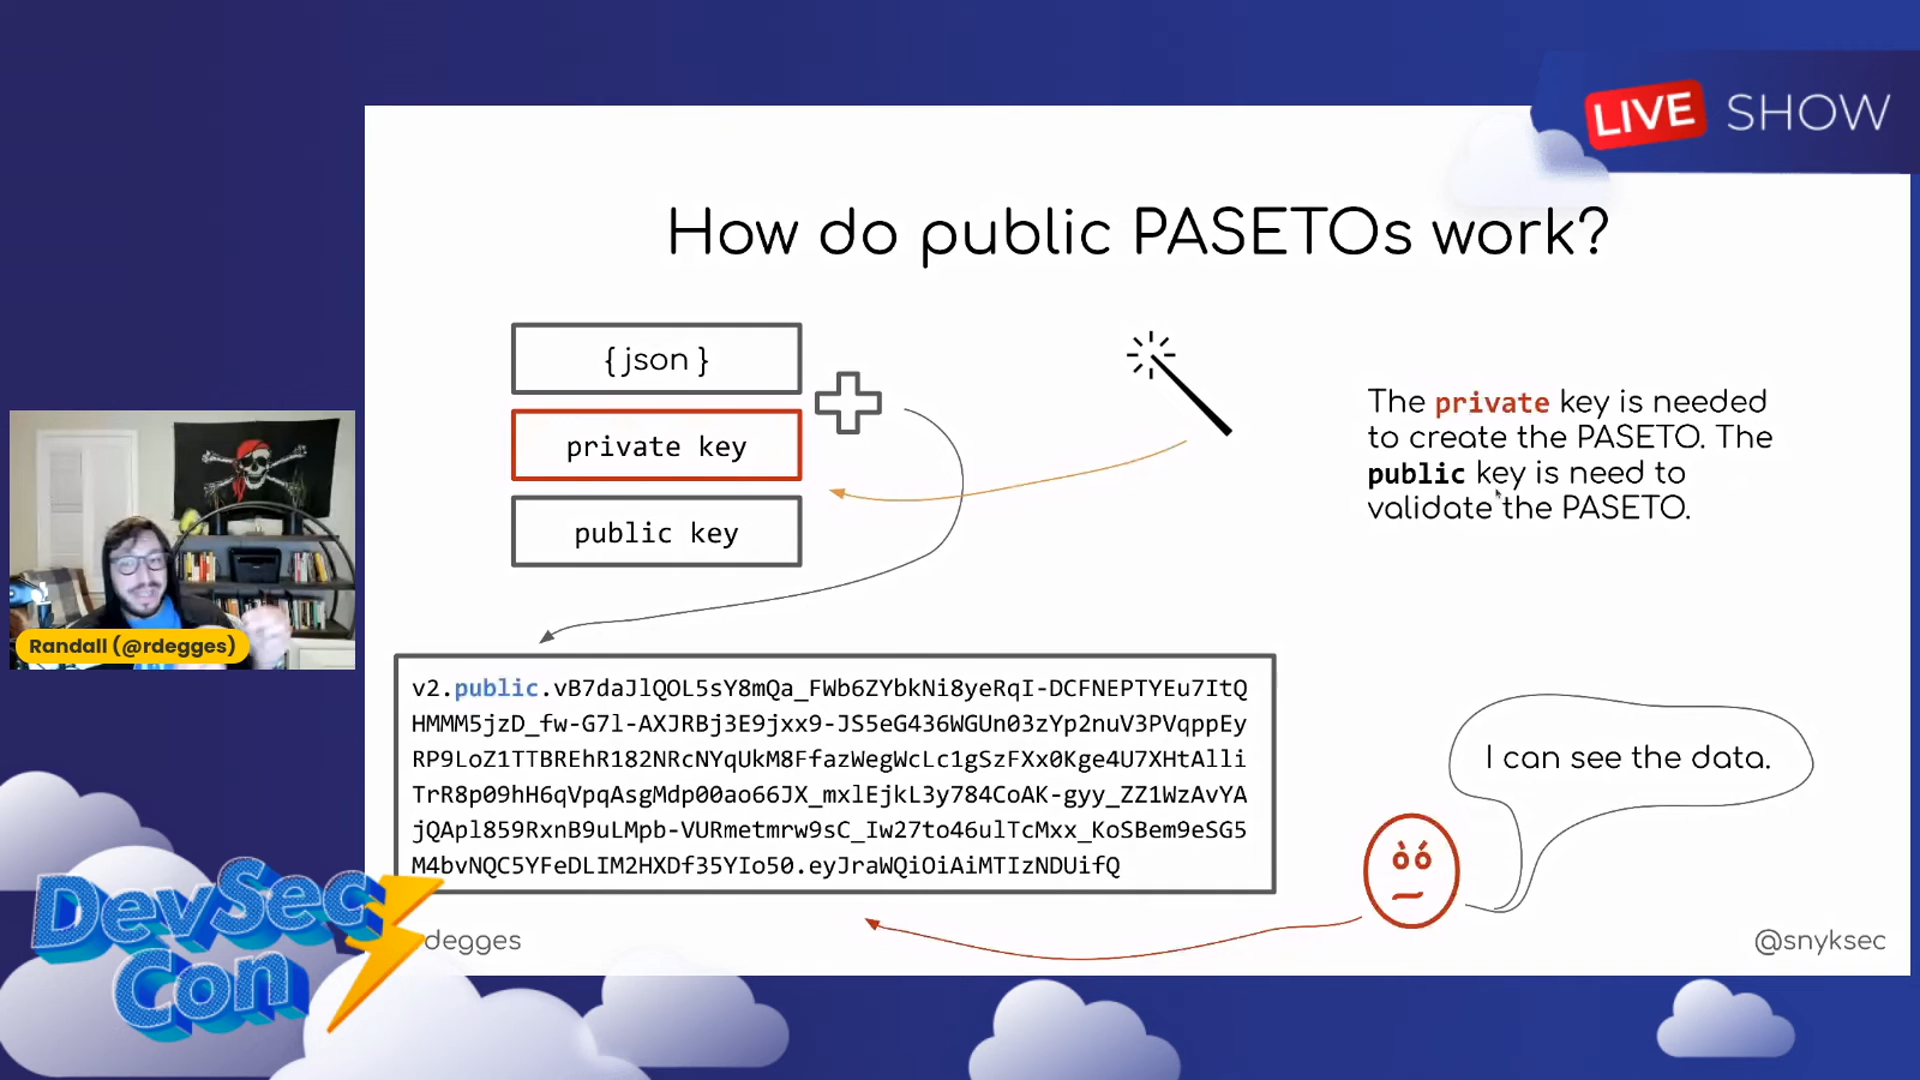 LIVE SHOW
How do public PASETOs work?
{ json }
private key
public key
The private key is needed
to create the PASETO. The
public key is need to
validate the PASETO.
Randall (@rdegges)
v2.public.vB7daJlQOL5sY8mQa_FWb6ZYbkNi8yeRqI-DCFNEPTYEu7ItQ
HMMM5jzD_fw-G7l-AXJRBj3E9jxx9-JS5eG436WGUn03zYp2nuV3PVqppEy
RP9LoZ1TTBREhR182NRcNYqUkM8FfazWegWcLc1gSzFXx0Kge4U7XHtAlli
TrR8p09hH6qVpqAsgMdp00ao66JX_mxlEjkL3y784CoAK-gyy_ZZ1WzAvYA
jQApl859RxnB9uLMpb-VURmetmrw9sC_Iw27to46ulTcMxx_KoSBem9eSG5
M4bvNQC5YFeDLIM2HXDf35YIo50.eyJraWQiOiAiMTIzNDUifQ
I can see the data.
DevSec
Con
degges
@snyksec